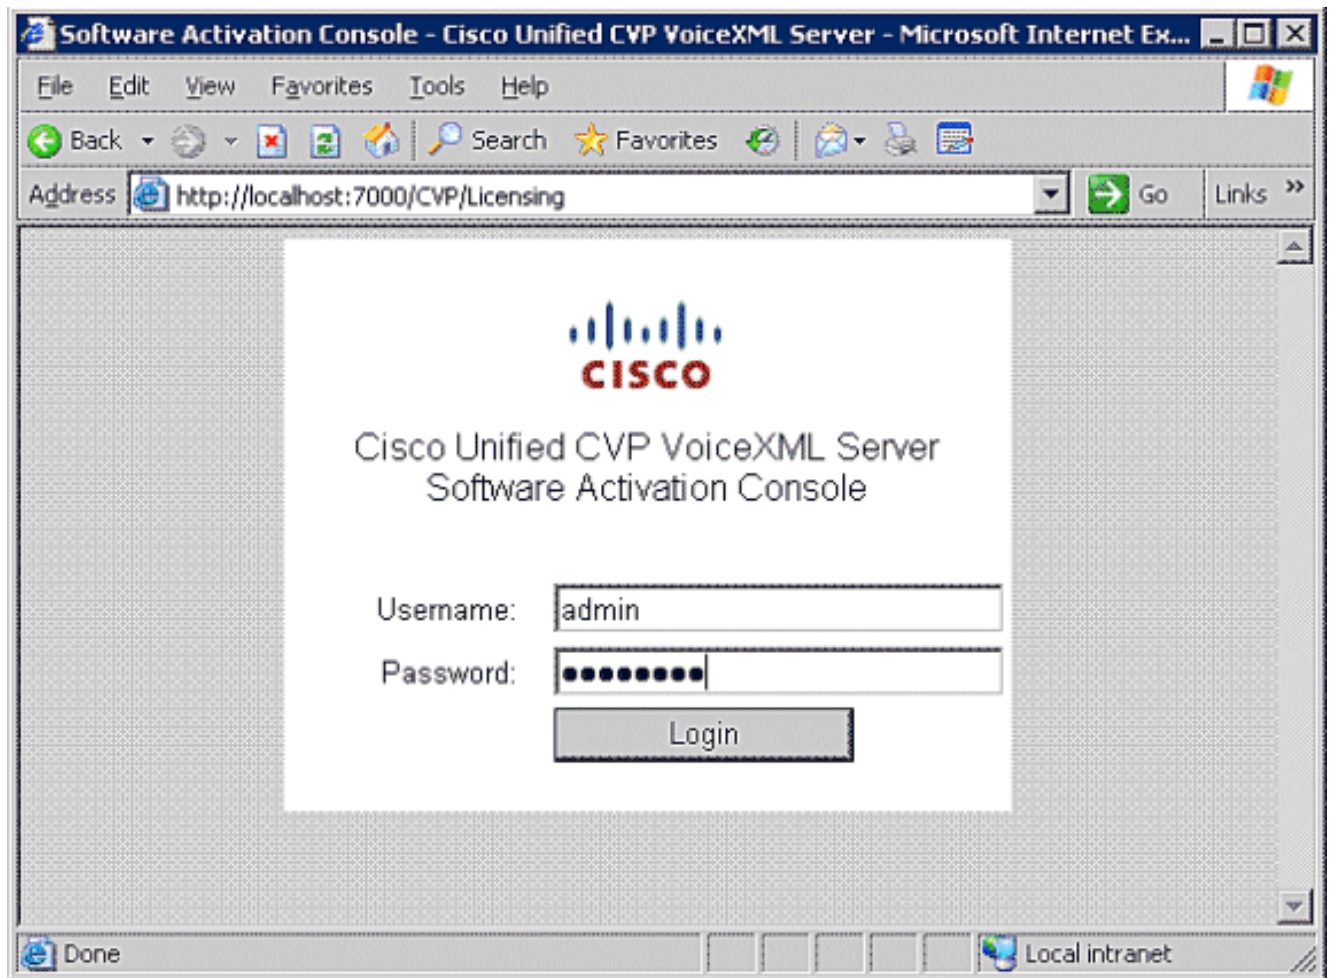 Software Activation Console - Cisco Unified CVP VoiceXML Server - Microsoft Internet Ex...
File Edit View Favorites Tools Help
Back Search Favorites
Address http://localhost:7000/CVP/Licensing Go Links »
CISCO
Cisco Unified CVP VoiceXML Server
Software Activation Console
Username: admin
Password: ●●●●●●●●
Login
Done Local intranet